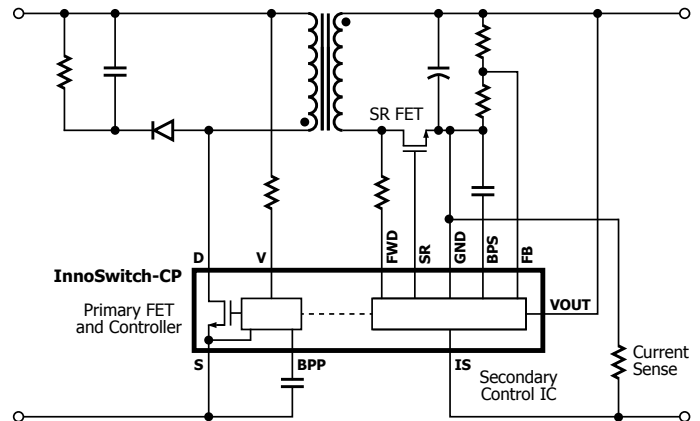 SR FET
D
V
FWD
SR
GND
BPS
FB
InnoSwitch-CP
VOUT
Primary FET
and Controller
S
BPP
IS
Secondary
Control IC
Current
Sense